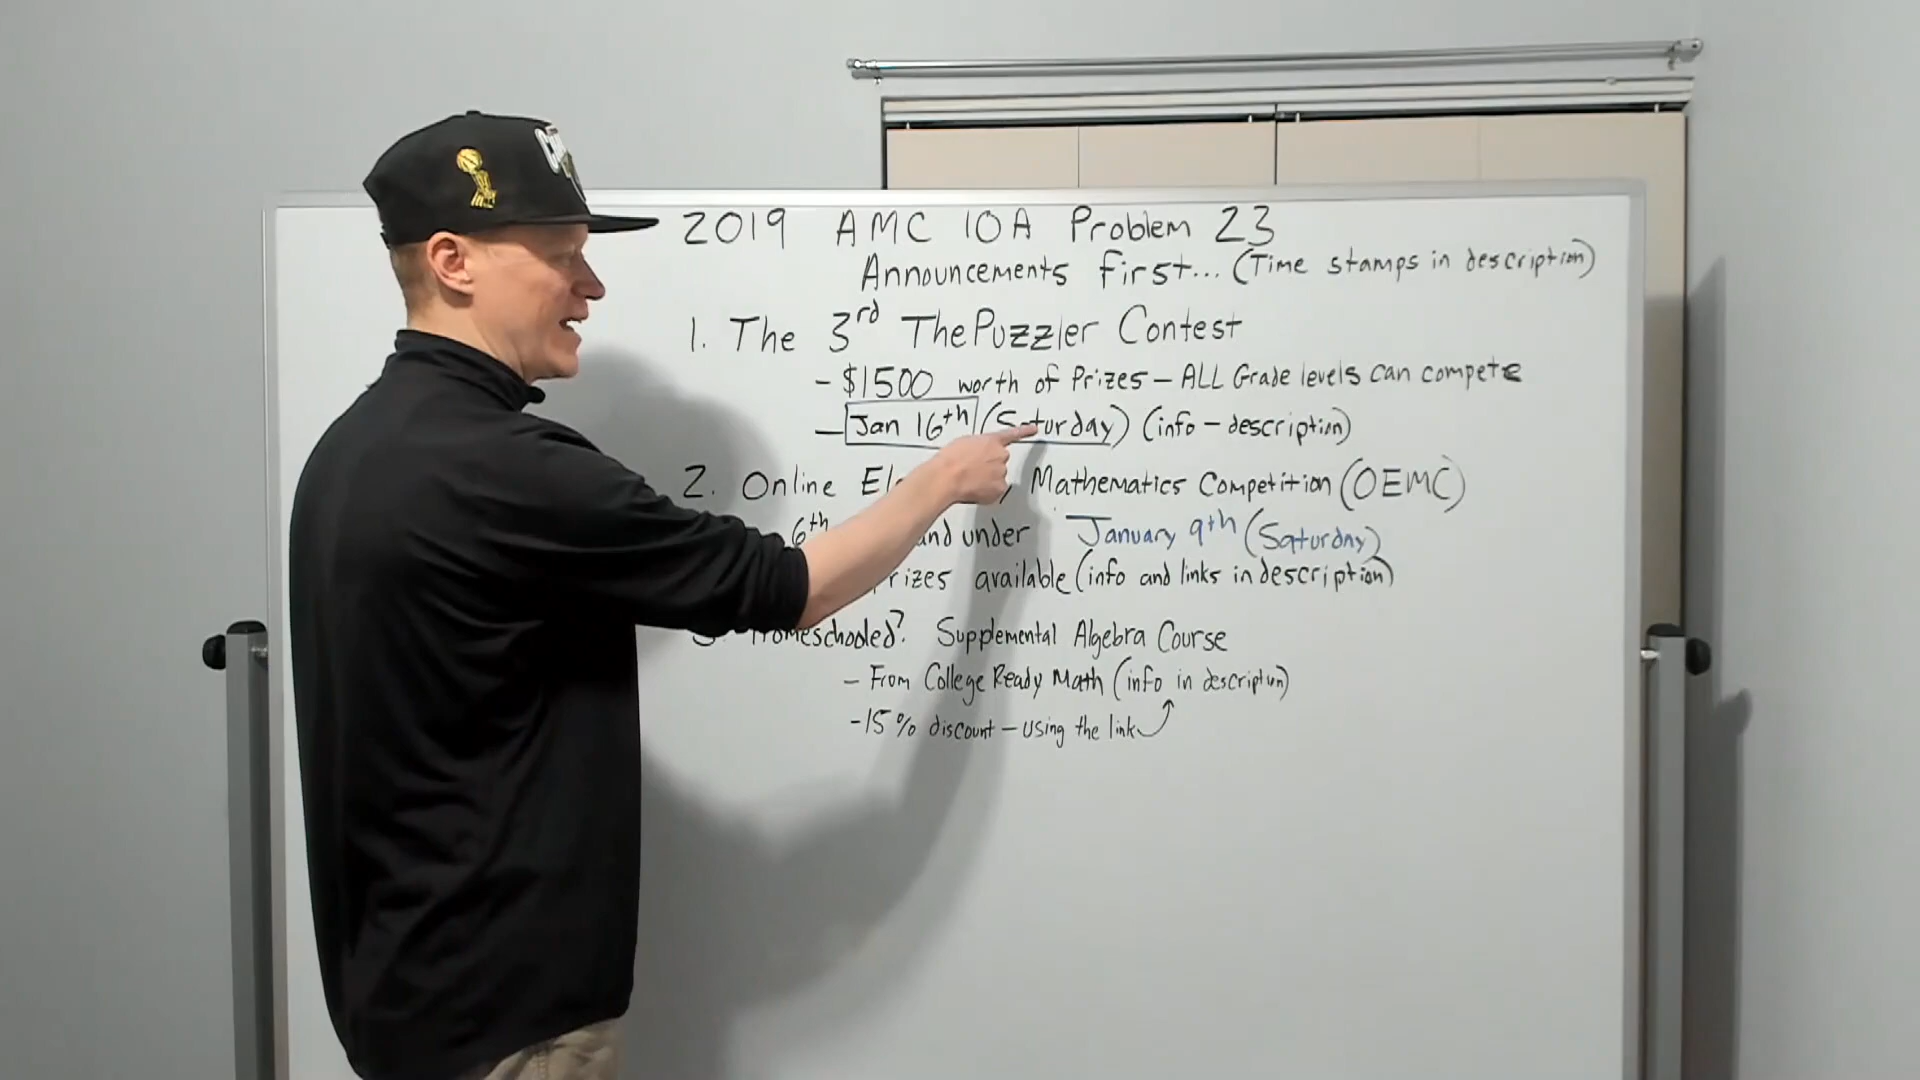 2019 AMC 10A Problem 23
Announcements first... (Time stamps in description)
1. The 3rd ThePuzzler Contest
- $1500 worth of Prizes - ALL Grade levels can compete
- Jan 16th (Saturday) (info - description)
2. Online Mathematics Competition (OEMC)
6th and under January 9th (Saturday)
available (info and links in description)
Homeschooled? Supplemental Algebra Course
- From College Ready Math (info in description)
- 15% discount - using the link